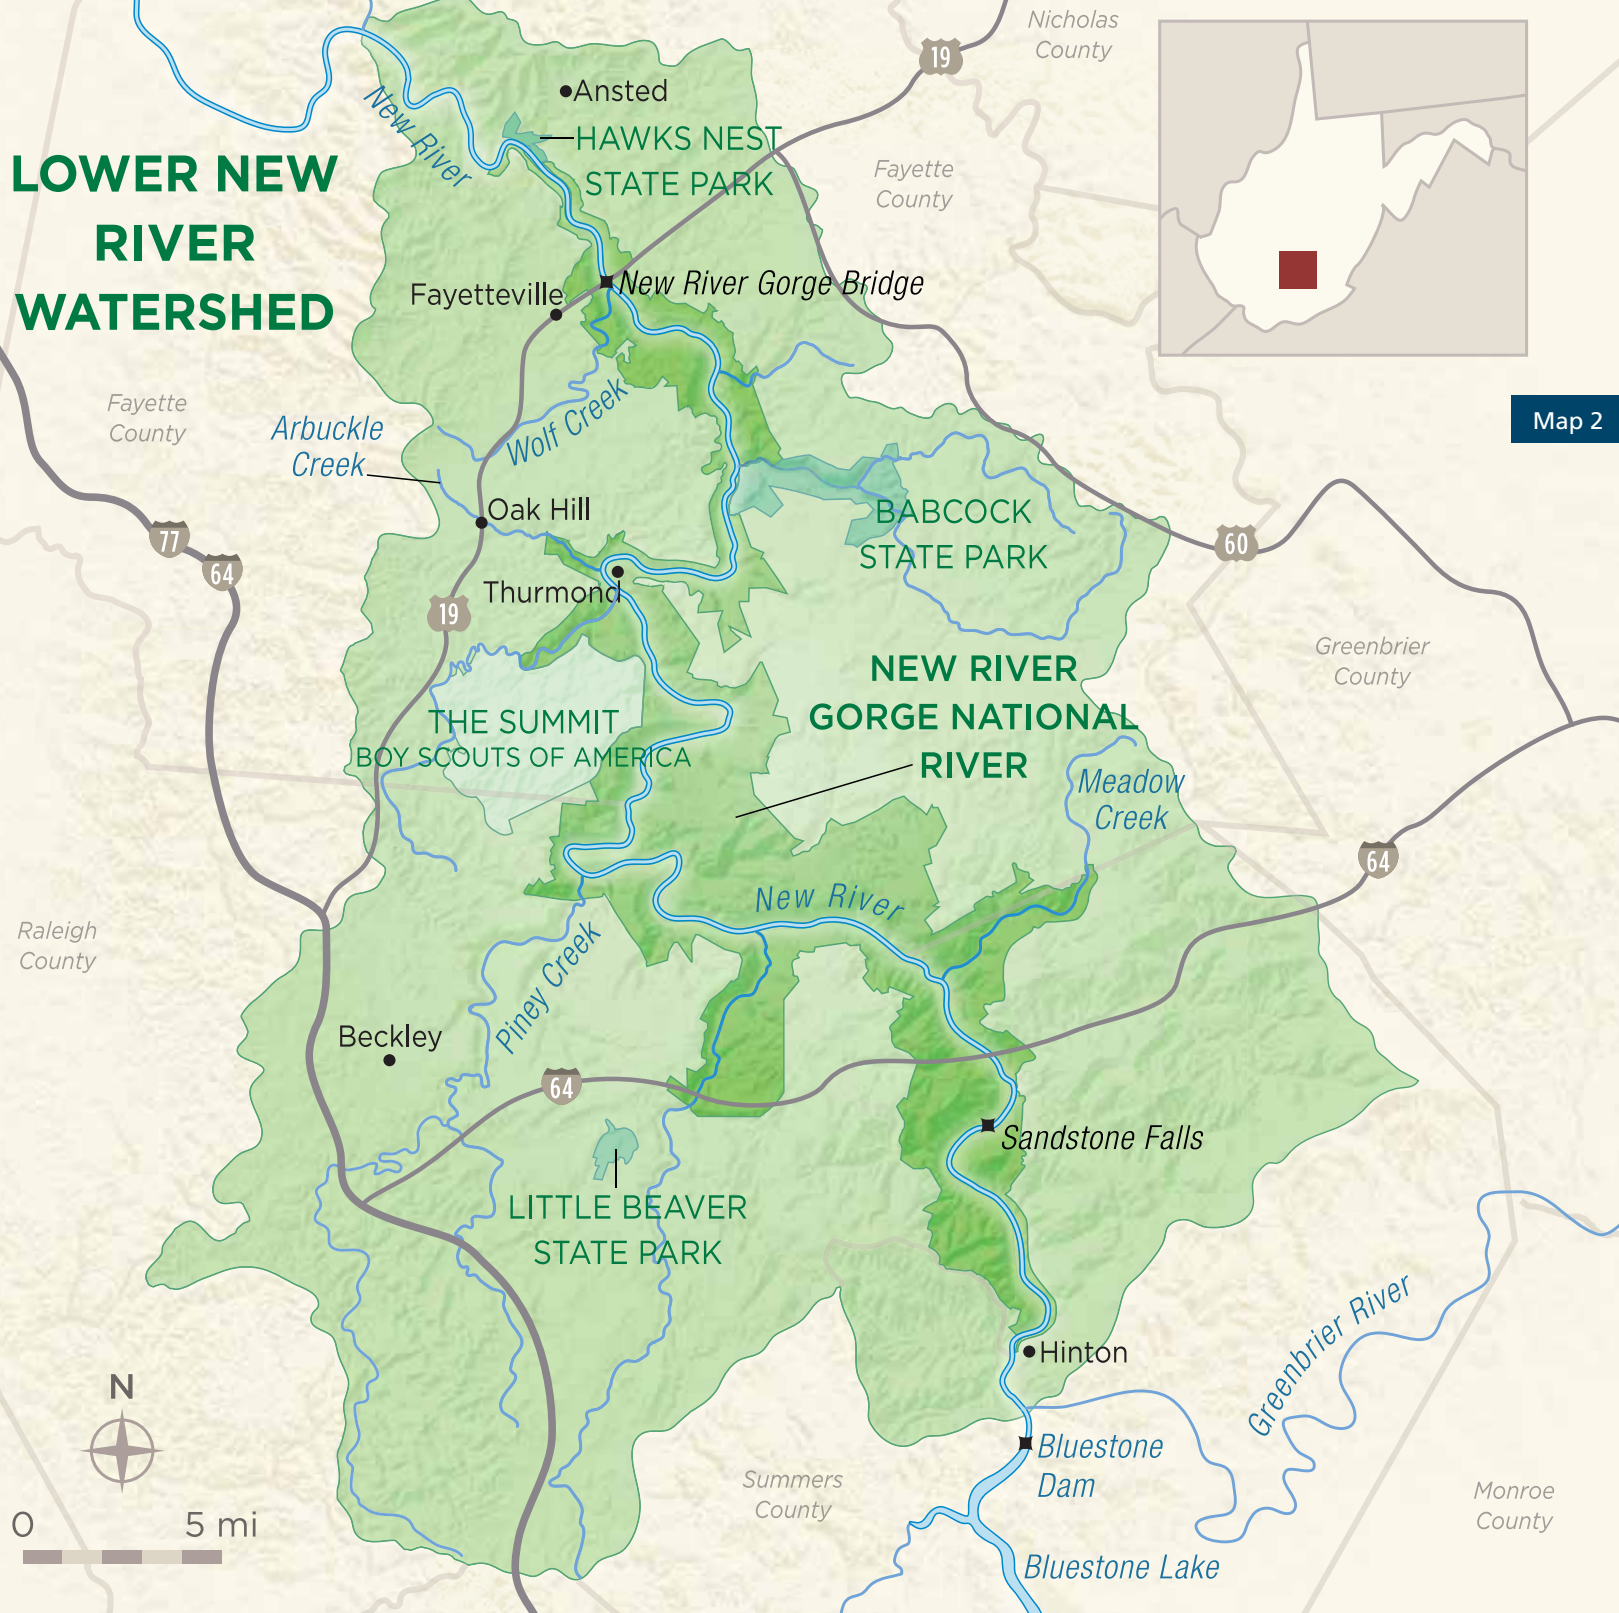 Nicholas
County
19
Ansted
HAWKS NEST
STATE PARK
New River
LOWER NEW
RIVER
WATERSHED
Fayette
County
New River Gorge Bridge
Fayetteville
Fayette
County
Arbuckle
Creek
Wolf Creek
Map 2
Oak Hill
BABCOCK
STATE PARK
77
64
60
Thurmond
19
Greenbrier
County
NEW RIVER
GORGE NATIONAL
RIVER
THE SUMMIT
BOY SCOUTS OF AMERICA
Meadow
Creek
64
New River
Raleigh
County
Piney Creek
Beckley
64
Sandstone Falls
LITTLE BEAVER
STATE PARK
Greenbrier River
Hinton
N
Bluestone
Dam
Summers
County
Monroe
County
0 5 mi
Bluestone Lake